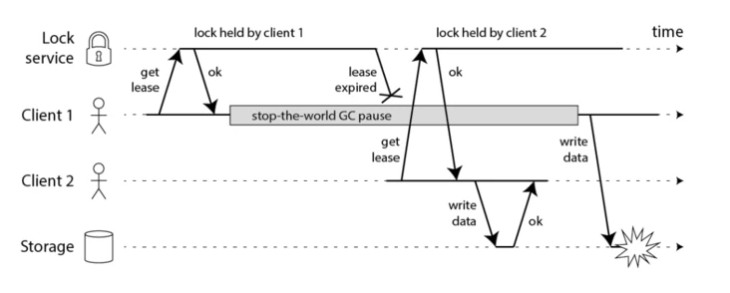 lock held by client 1
lock held by client 2
time
Lock
service
get
lease
ok
lease
expired
ok
Client 1
stop-the-world GC pause
get
lease
write
data
Client 2
write
data
ok
Storage